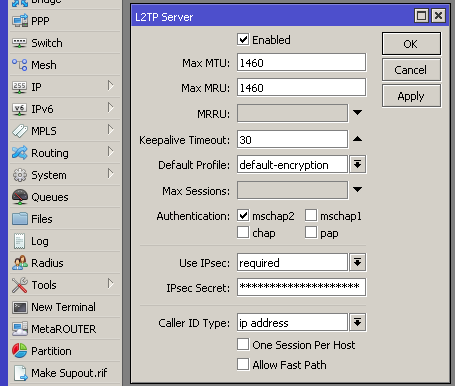 PPP
Switch
Mesh
IP
IPv6
MPLS
Routing
System
Queues
Files
Log
Radius
Tools
New Terminal
MetaROUTER
Partition
Make Supout.rif
L2TP Server
Enabled
OK
Max MTU: 1460
Cancel
Max MRU: 1460
Apply
MRRU:
Keepalive Timeout: 30
Default Profile: default-encryption
Max Sessions:
Authentication: mschap2 mschap1
chap pap
Use IPsec: required
IPsec Secret: ********************
Caller ID Type: ip address
One Session Per Host
Allow Fast Path